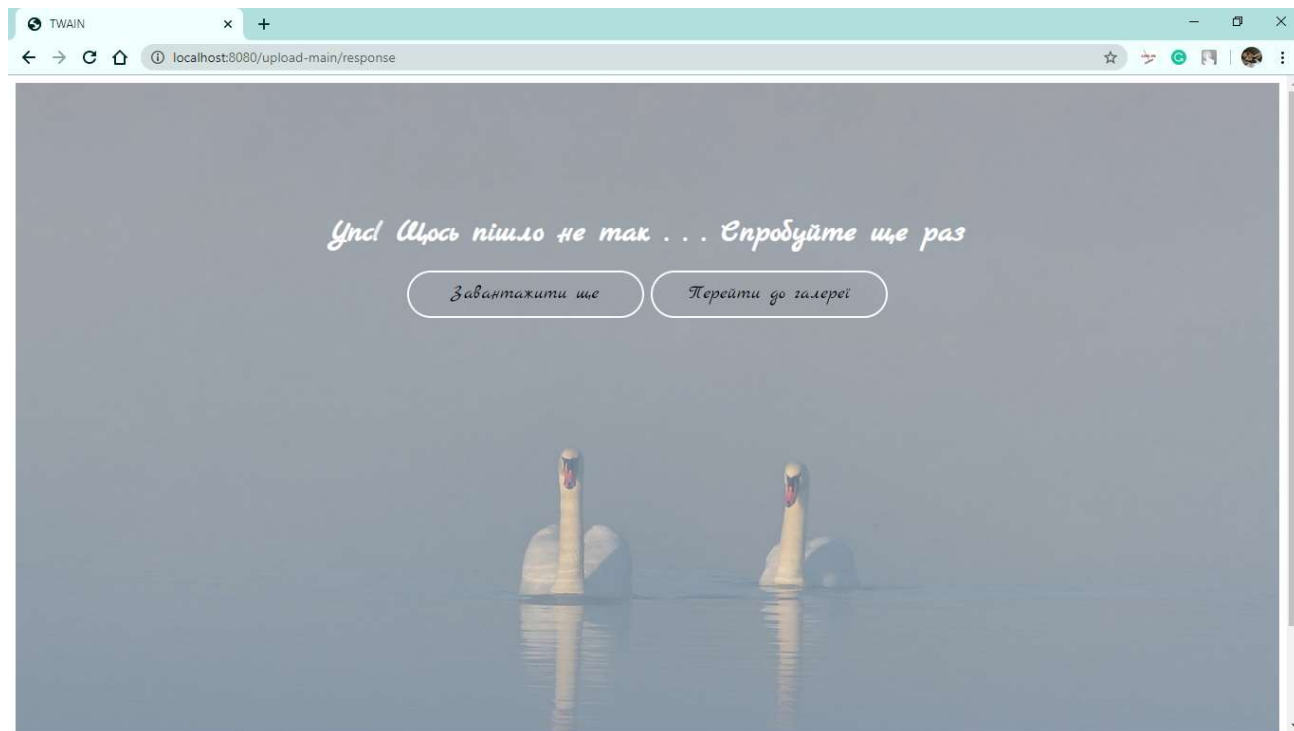 TWAIN
localhost:8080/upload-main/response
Упс! Щось пішло не так . . . Спробуйте ще раз
Завантажити ще
Перейти до галереї